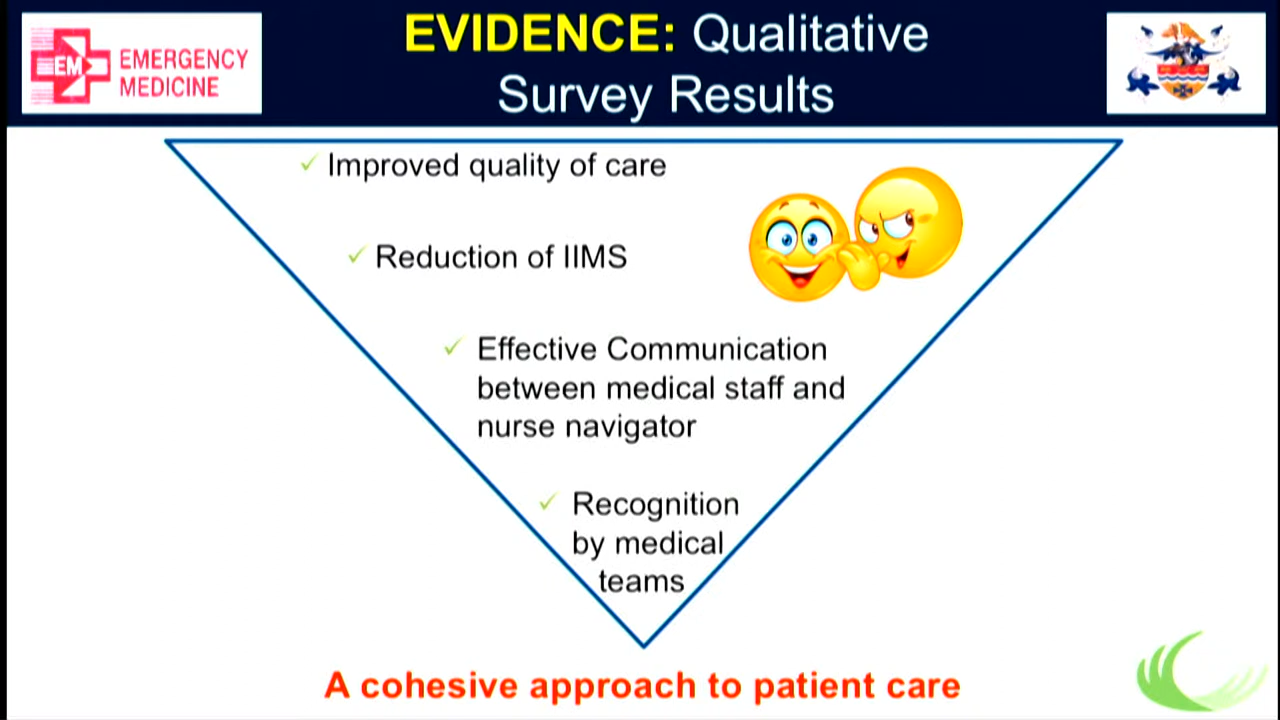 EM
EMERGENCY
MEDICINE
EVIDENCE: Qualitative
Survey Results
Improved quality of care
Reduction of IIMS
Effective Communication
between medical staff and
nurse navigator
Recognition
by medical
teams
A cohesive approach to patient care